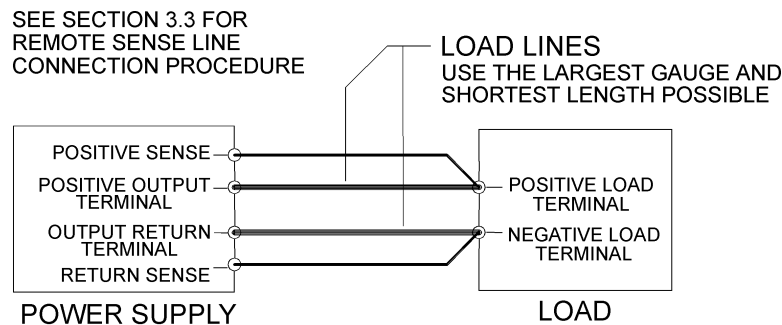 SEE SECTION 3.3 FOR
REMOTE SENSE LINE
CONNECTION PROCEDURE
LOAD LINES
USE THE LARGEST GAUGE AND
SHORTEST LENGTH POSSIBLE
POSITIVE SENSE
POSITIVE OUTPUT
TERMINAL
OUTPUT RETURN
TERMINAL
RETURN SENSE
POSITIVE LOAD
TERMINAL
NEGATIVE LOAD
TERMINAL
POWER SUPPLY
LOAD